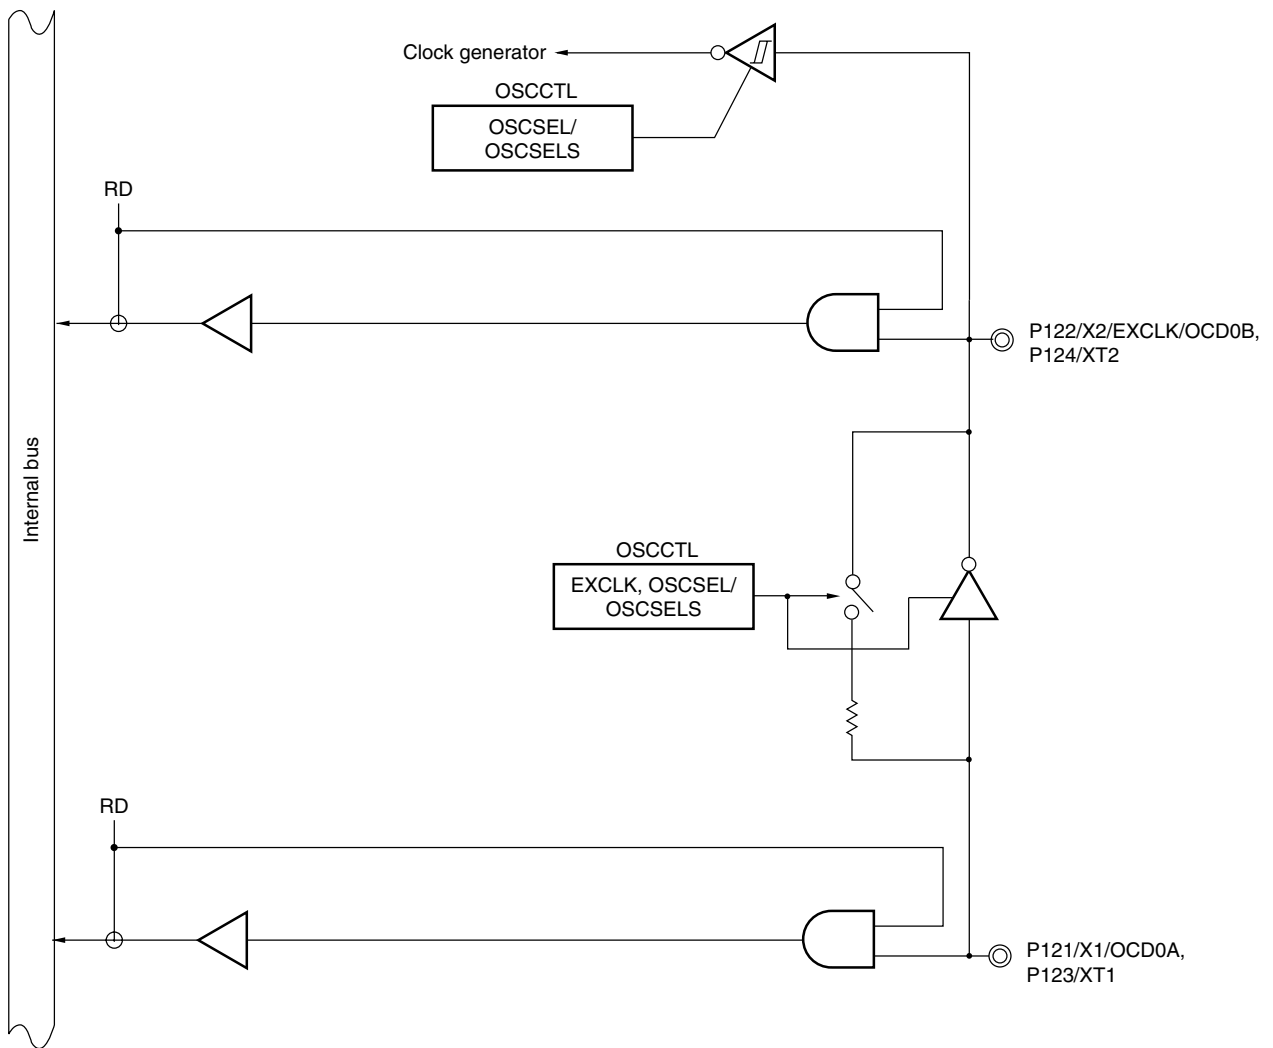 Clock generator
OSCCTL
OSCSEL/
OSCSELS
RD
P122/X2/EXCLK/OCD0B,
P124/XT2
Internal bus
OSCCTL
EXCLK, OSCSEL/
OSCSELS
RD
P121/X1/OCD0A,
P123/XT1